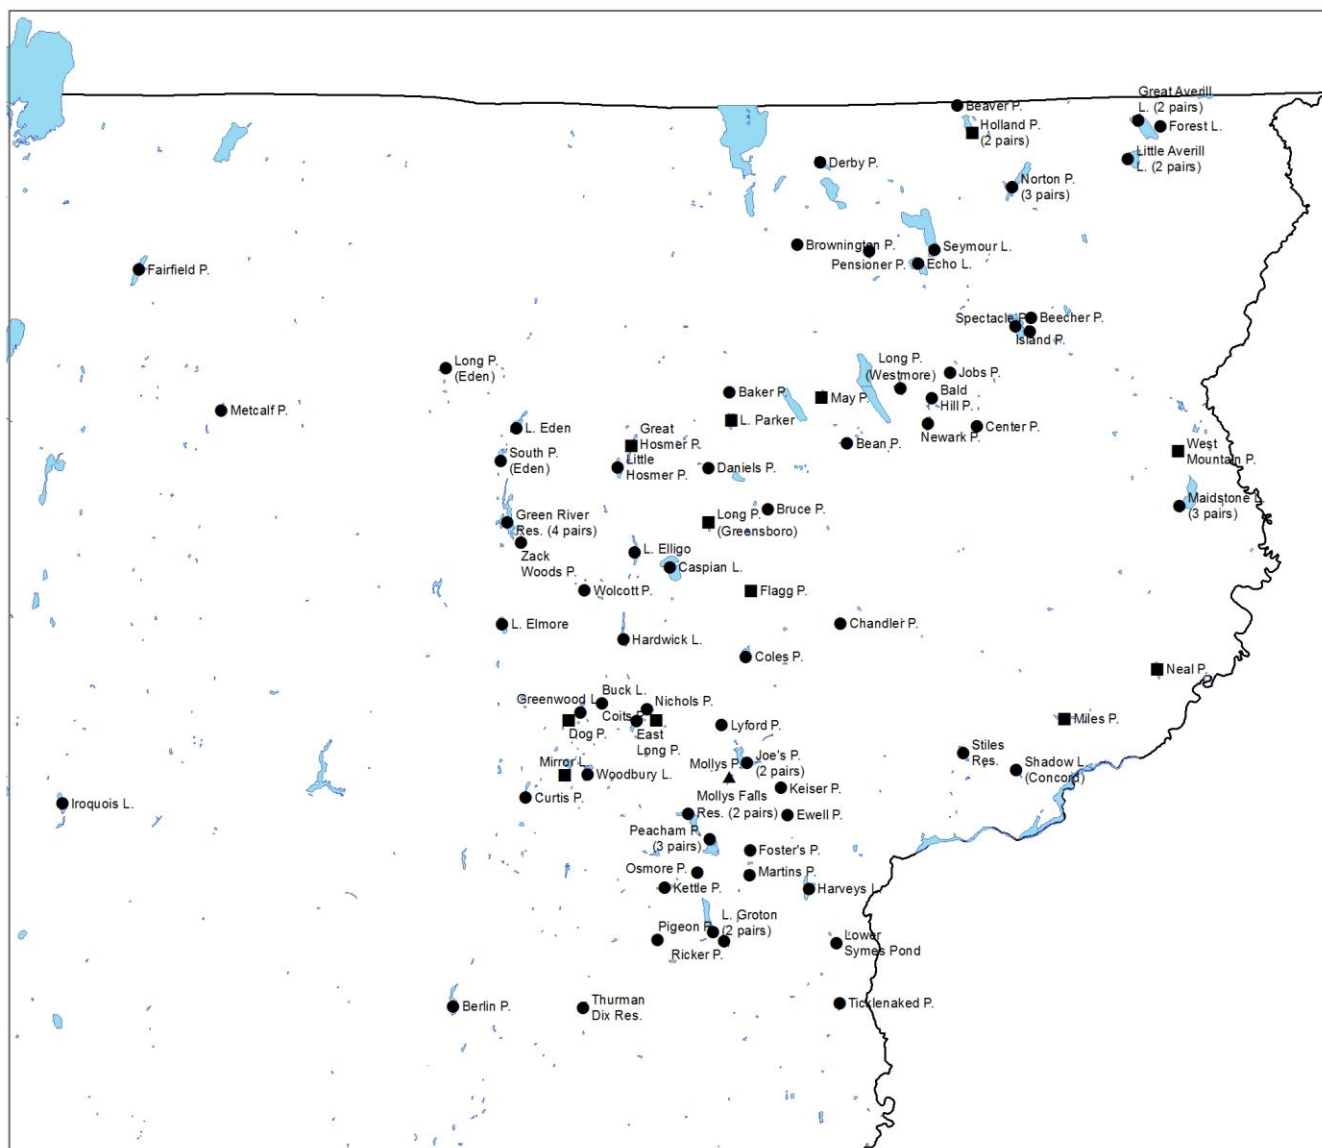 Great Averill
L. (2 pairs)
Beaver P.
Forest L.
Holland P.
(2 pairs)
Little Averill
L. (2 pairs)
Derby P.
Norton P.
(3 pairs)
Brownington P.
Seymour L.
Pensioner P.
Echo L.
Fairfield P.
Spectacle P.
Beecher P.
Island P.
Long P.
(Westmore)
Long P.
(Eden)
Jobs P.
Baker P.
May P.
Bald
Hill P.
Metcalf P.
L. Parker
L. Eden
Great
Hosmer P.
Newark P.
Center P.
Bean P.
West
Mountain P.
South P.
(Eden)
Little
Hosmer P.
Daniels P.
Maidstone L.
(3 pairs)
Bruce P.
Green River
Res. (4 pairs)
Long P.
(Greensboro)
Zack
Woods P.
L. Elligo
Caspian L.
Wolcott P.
Flagg P.
L. Elmore
Chandler P.
Hardwick L.
Coles P.
Neal P.
Buck L.
Greenwood L.
Nichols P.
Coits P.
Dog P.
East
Long P.
Lyford P.
Miles P.
Stiles
Res.
Joe's P.
(2 pairs)
Mollys P.
Shadow L.
(Concord)
Mirror L.
Woodbury L.
Keiser P.
Curtis P.
Iroquois L.
Mollys Falls
Res. (2 pairs)
Ewell P.
Peacham P.
(3 pairs)
Foster's P.
Osmore P.
Martins P.
Kettle P.
Harveys L.
L. Groton
(2 pairs)
Pigeon P.
Ricker P.
Lower
Symes Pond
Berlin P.
Thurman
Dix Res.
Ticklenaked P.